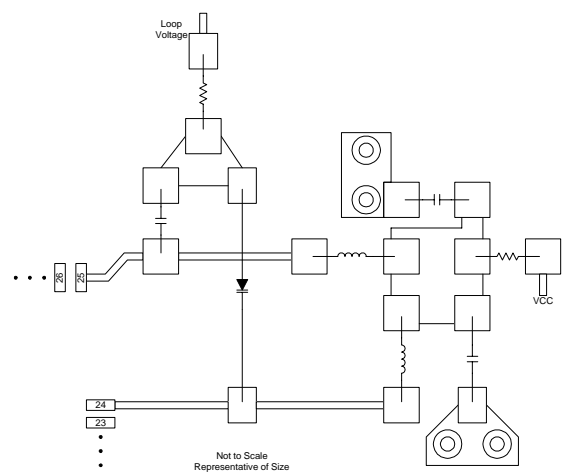 Loop
Voltage
26
25
VCC
24
23
Not to Scale
Representative of Size